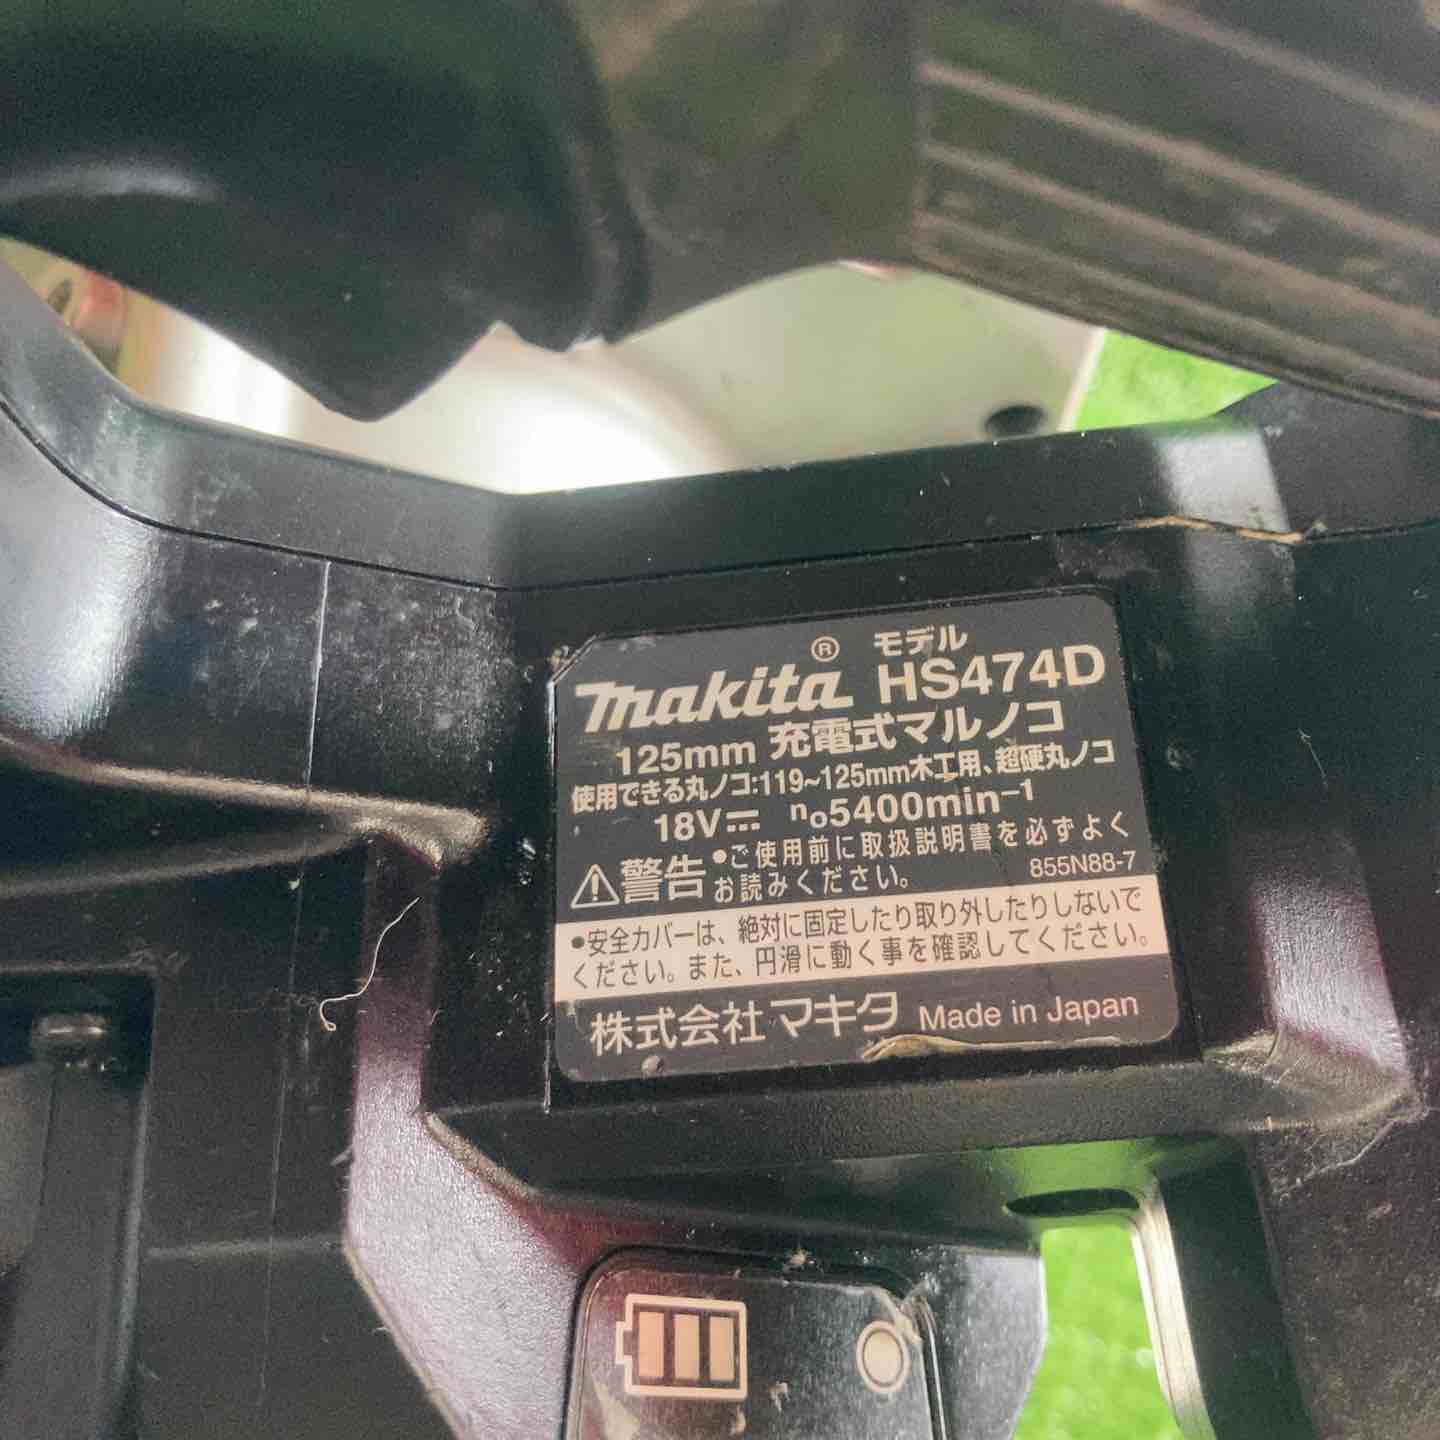 makita® モデル HS474D
125mm 充電式マルノコ
使用できる丸ノコ:119~125mm木工用、超硬丸ノコ
18V⎓ n₀5400min⁻¹
⚠警告 •ご使用前に取扱説明書を必ずよく
お読みください。 855N88-7
•安全カバーは、絶対に固定したり取り外したりしないで
ください。また、円滑に動く事を確認してください。
株式会社マキタ Made in Japan